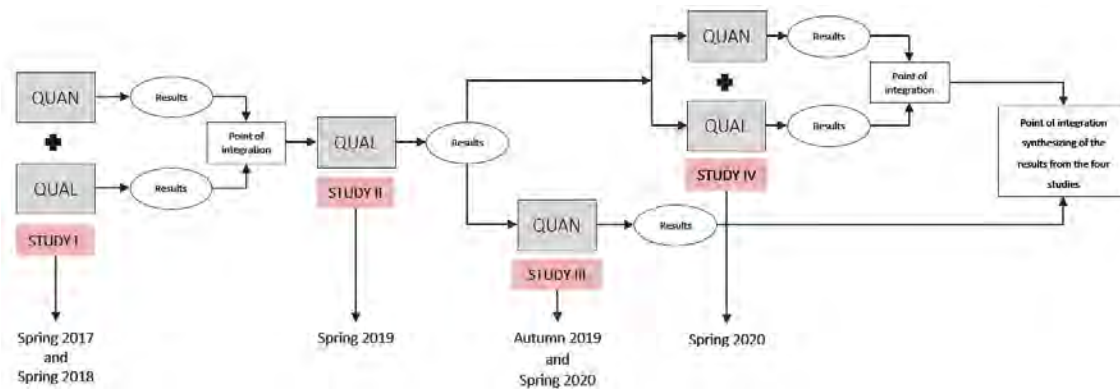 QUAN
Results
Point of
integration
QUAL
Results
STUDY I
Spring 2017
and
Spring 2018
QUAL
Results
STUDY II
Spring 2019
QUAN
Results
QUAL
Results
Point of
integration
STUDY IV
Spring 2020
QUAN
Results
STUDY III
Autumn 2019
and
Spring 2020
Point of integration
synthesizing of the
results from the four
studies